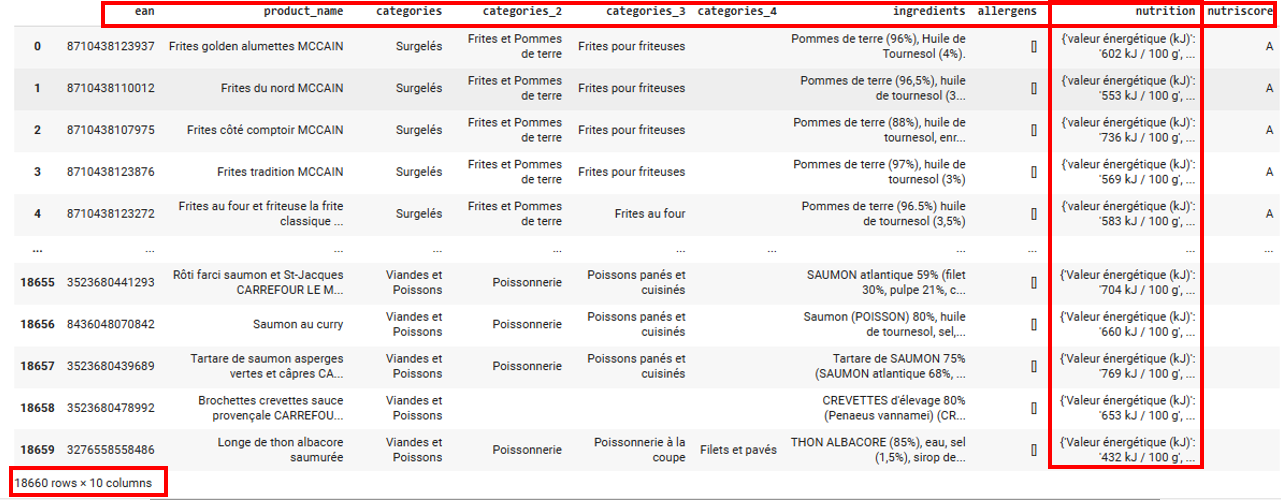 ean product_name categories categories_2 categories_3 categories_4 ingredients allergens nutrition nutriscore
0 8710438123937 Frites golden alumettes MCCAIN Surgelés Frites et Pommes de terre Frites pour friteuses Pommes de terre (96%), Huile de Tournesol (4%). [] {'valeur énergétique (kJ)': '602 kJ / 100 g', ... A
1 8710438110012 Frites du nord MCCAIN Surgelés Frites et Pommes de terre Frites pour friteuses Pommes de terre (96,5%), huile de tournesol (3... [] {'valeur énergétique (kJ)': '553 kJ / 100 g', ... A
2 8710438107975 Frites côté comptoir MCCAIN Surgelés Frites et Pommes de terre Frites pour friteuses Pommes de terre (88%), huile de tournesol, enr... [] {'valeur énergétique (kJ)': '736 kJ / 100 g', ... A
3 8710438123876 Frites tradition MCCAIN Surgelés Frites et Pommes de terre Frites pour friteuses Pommes de terre (97%), huile de tournesol (3%) [] {'valeur énergétique (kJ)': '569 kJ / 100 g', ... A
4 8710438123272 Frites au four et friteuse la frite classique ... Surgelés Frites et Pommes de terre Frites au four Pommes de terre (96.5%) huile de tournesol (3,5%) [] {'valeur énergétique (kJ)': '583 kJ / 100 g', ... A
... ... ... ... ... ... ... ... ... ... ...
18655 3523680441293 Rôti farci saumon et St-Jacques CARREFOUR LE M... Viandes et Poissons Poissonnerie Poissons panés et cuisinés SAUMON atlantique 59% (filet 30%, pulpe 21%, c... [] {'Valeur énergétique (kJ)': '704 kJ / 100 g', ...
18656 8436048070842 Saumon au curry Viandes et Poissons Poissonnerie Poissons panés et cuisinés Saumon (POISSON) 80%, huile de tournesol, sel,... [] {'Valeur énergétique (kJ)': '660 kJ / 100 g', ...
18657 3523680439689 Tartare de saumon asperges vertes et câpres CA... Viandes et Poissons Poissonnerie Poissons panés et cuisinés Tartare de SAUMON 75% (SAUMON atlantique 68%, ... [] {'Valeur énergétique (kJ)': '769 kJ / 100 g', ...
18658 3523680478992 Brochettes crevettes sauce provençale CARREFOU... Viandes et Poissons CREVETTES d'élevage 80% (Penaeus vannamei) (CR... [] {'Valeur énergétique (kJ)': '653 kJ / 100 g', ...
18659 3276558558486 Longe de thon albacore saumurée Viandes et Poissons Poissonnerie Poissonnerie à la coupe Filets et pavés THON ALBACORE (85%), eau, sel (1,5%), sirop de... [] {'Valeur énergétique (kJ)': '432 kJ / 100 g', ...
18660 rows × 10 columns